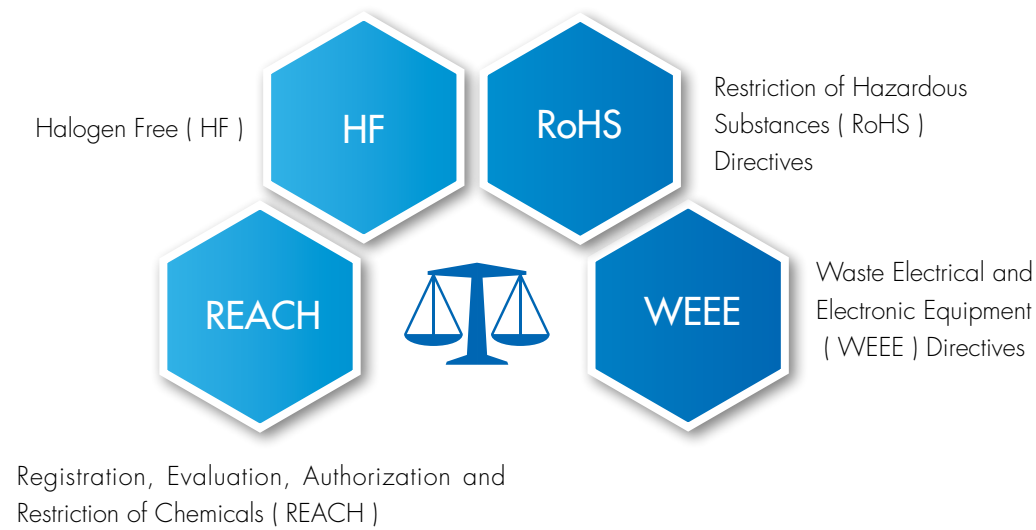 HF
Halogen Free ( HF )
RoHS
Restriction of Hazardous
Substances ( RoHS )
Directives
REACH
Registration, Evaluation, Authorization and
Restriction of Chemicals ( REACH )
WEEE
Waste Electrical and
Electronic Equipment
( WEEE ) Directives